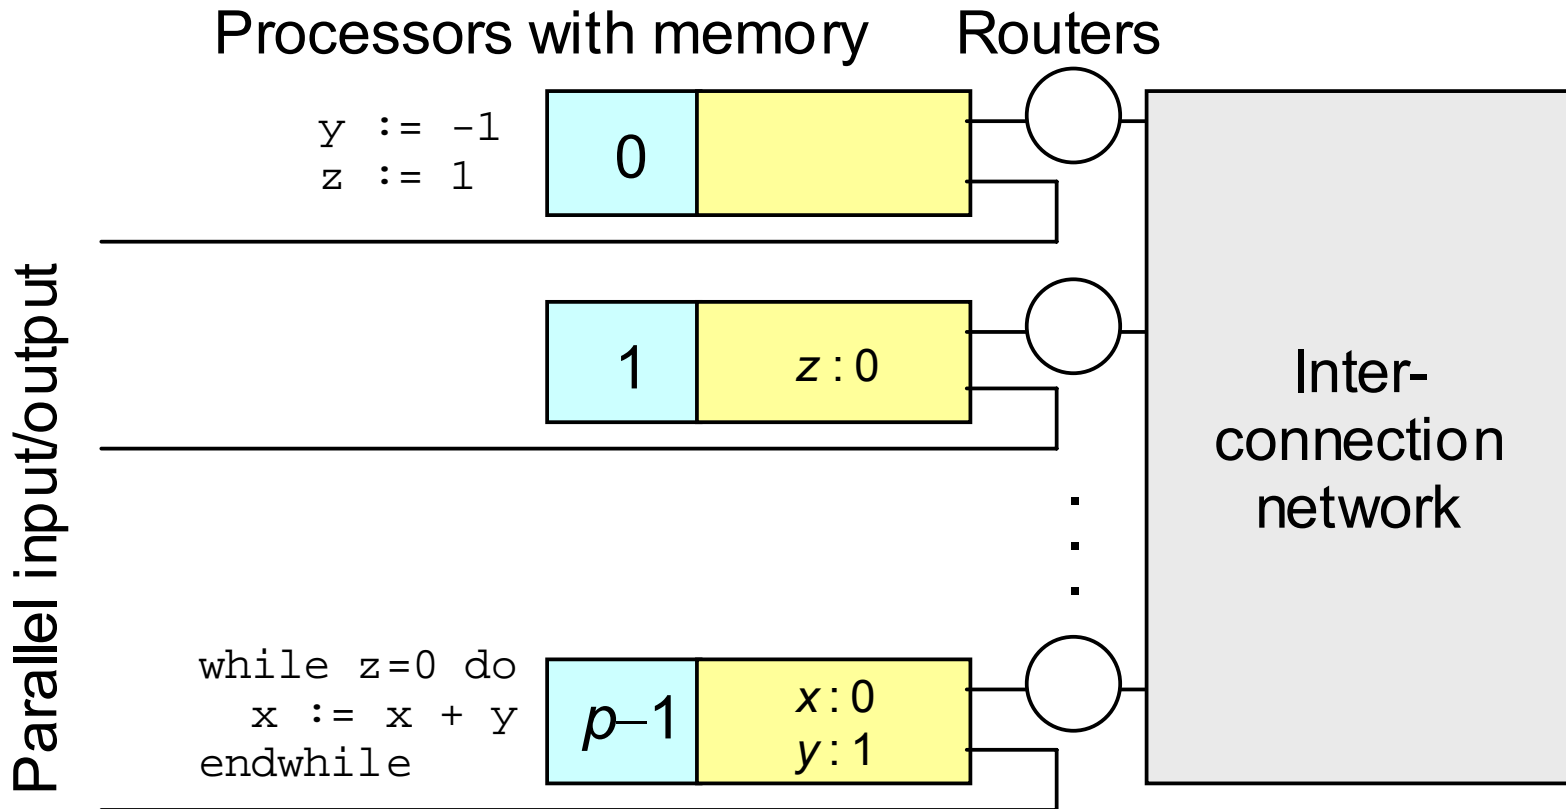 Processors with memory
Routers
y := -1
z := 1
0
Parallel input/output
1
z : 0
Inter-
connection
network
while z=0 do
  x := x + y
endwhile
p–1
x : 0
y : 1